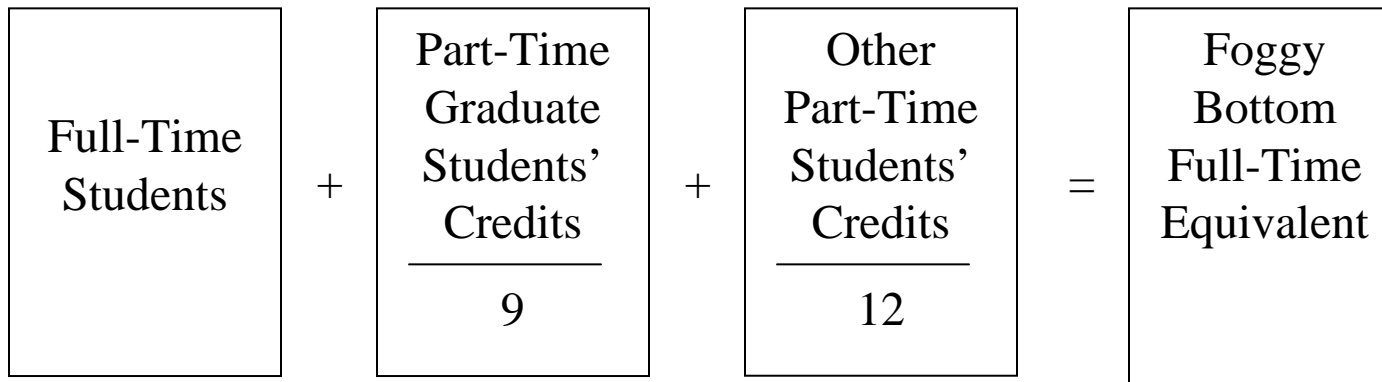 Full-Time
Students
+
Part-Time
Graduate
Students’
Credits
9
+
Other
Part-Time
Students’
Credits
12
=
Foggy
Bottom
Full-Time
Equivalent